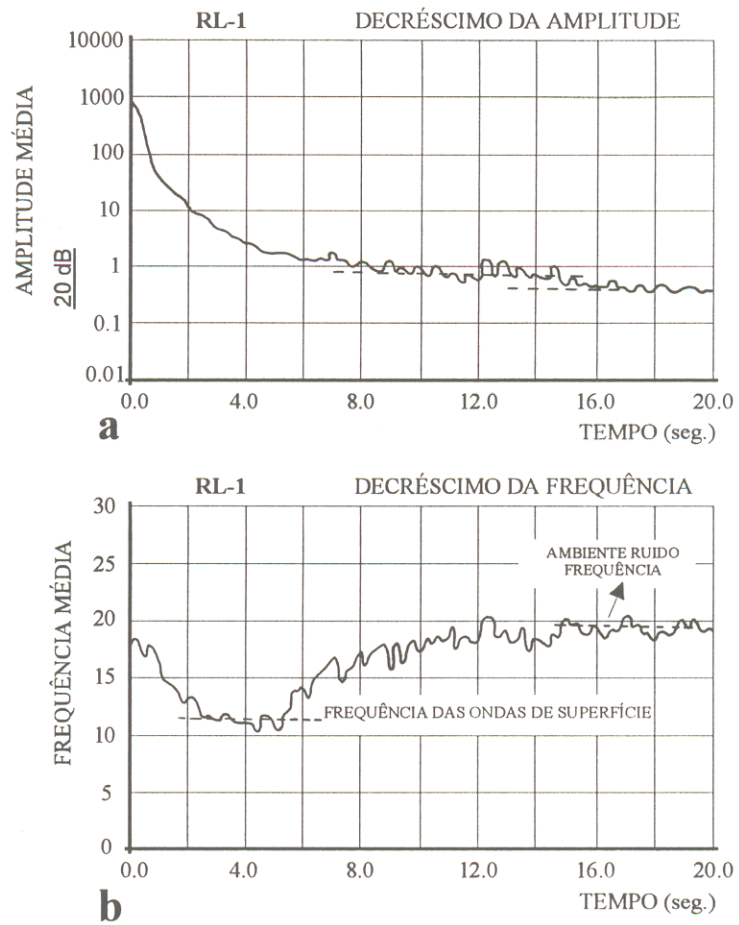 RL-1 DECRÉSCIMO DA AMPLITUDE
10000
1000
100
10
1
0.1
0.01
AMPLITUDE MÉDIA
20 dB
0.0 4.0 8.0 12.0 16.0 20.0
TEMPO (seg.)
a
RL-1 DECRÉSCIMO DA FREQUÊNCIA
30
25
20
15
10
5
0
FREQUÊNCIA MÉDIA
AMBIENTE RUIDO
FREQUÊNCIA
FREQUÊNCIA DAS ONDAS DE SUPERFÍCIE
0.0 4.0 8.0 12.0 16.0 20.0
TEMPO (seg.)
b